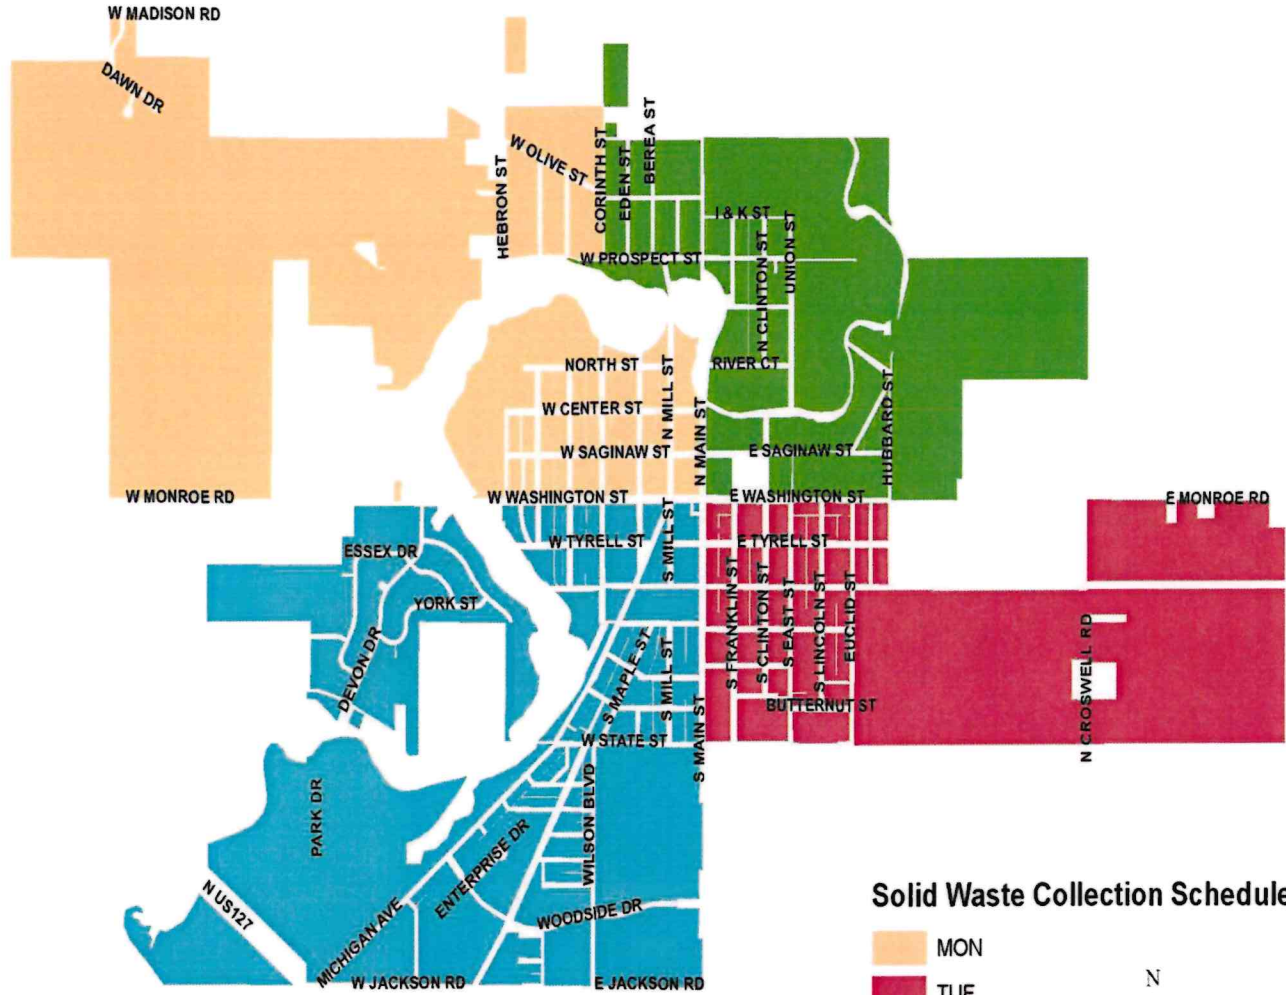 W MADISON RD
DAWN DR
W OLIVE ST
HEBRON ST
CORINTH ST
EDEN ST
BEREA ST
I & K ST
W PROSPECT ST
N CLINTON ST
UNION ST
NORTH ST
N MILL ST
RIVER CT
W CENTER ST
N MAIN ST
HUBBARD ST
W SAGINAW ST
E SAGINAW ST
W MONROE RD
W WASHINGTON ST
E WASHINGTON ST
E MONROE RD
ESSEX DR
W TYRELL ST
S MILL ST
E TYRELL ST
YORK ST
DEVON DR
S MAPLE ST
S MILL ST
S FRANKLIN ST
S CLINTON ST
S EAST ST
S LINCOLN ST
EUCLID ST
N CROSWELL RD
BUTTERNUT ST
W STATE ST
S MAIN ST
PARK DR
WILSON BLVD
ENTERPRISE DR
N US127
MICHIGAN AVE
WOODSIDE DR
W JACKSON RD
E JACKSON RD
Solid Waste Collection Schedule
MON
N
TUE